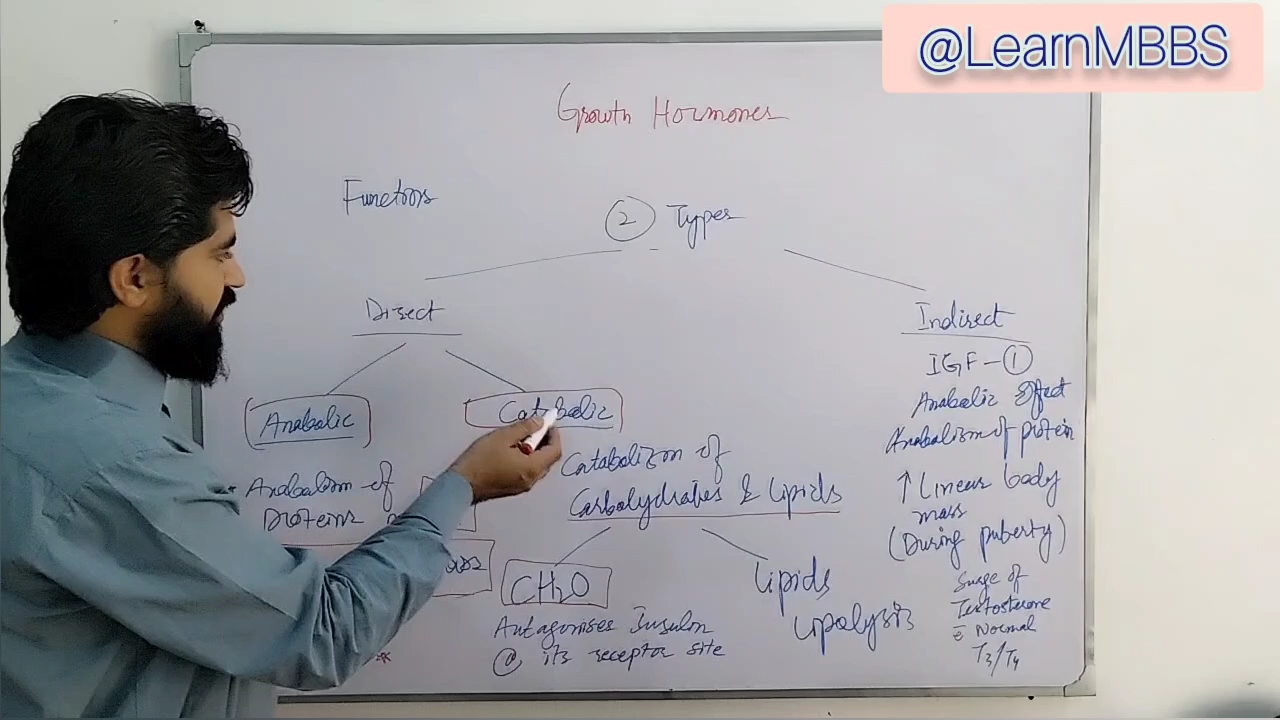 @LearnMBBS
Growth Hormones
Functions
② Types
Direct
Indirect
Anabolic
Catabolic
Anabolism of
Proteins
Catabolism of
Carbohydrates & Lipids
CH2O
Antagonises Insulin
@ its receptor site
Lipids
Lipolysis
IGF-①
Anabolic effect
Anabolism of protein
↑ Linear body
mass
(During puberty)
Surge of
Testosterone
Normal
T3/T4